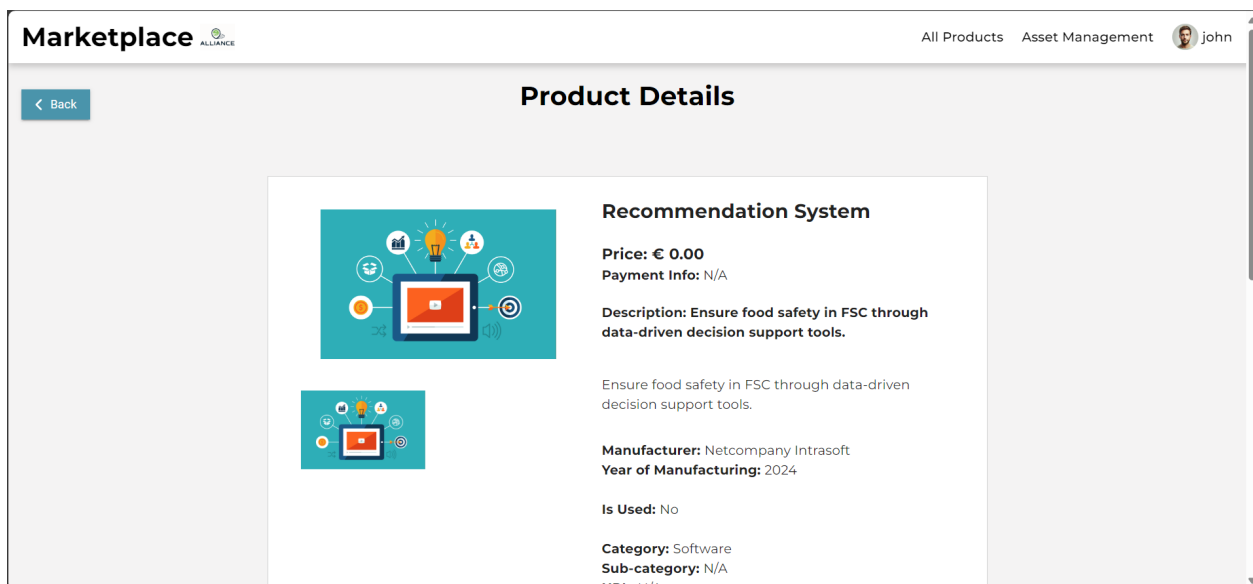 Marketplace ALLIANCE
All Products Asset Management john
Back
Product Details
Recommendation System
Price: € 0.00
Payment Info: N/A
Description: Ensure food safety in FSC through
data-driven decision support tools.
Ensure food safety in FSC through data-driven
decision support tools.
Manufacturer: Netcompany Intrasoft
Year of Manufacturing: 2024
Is Used: No
Category: Software
Sub-category: N/A